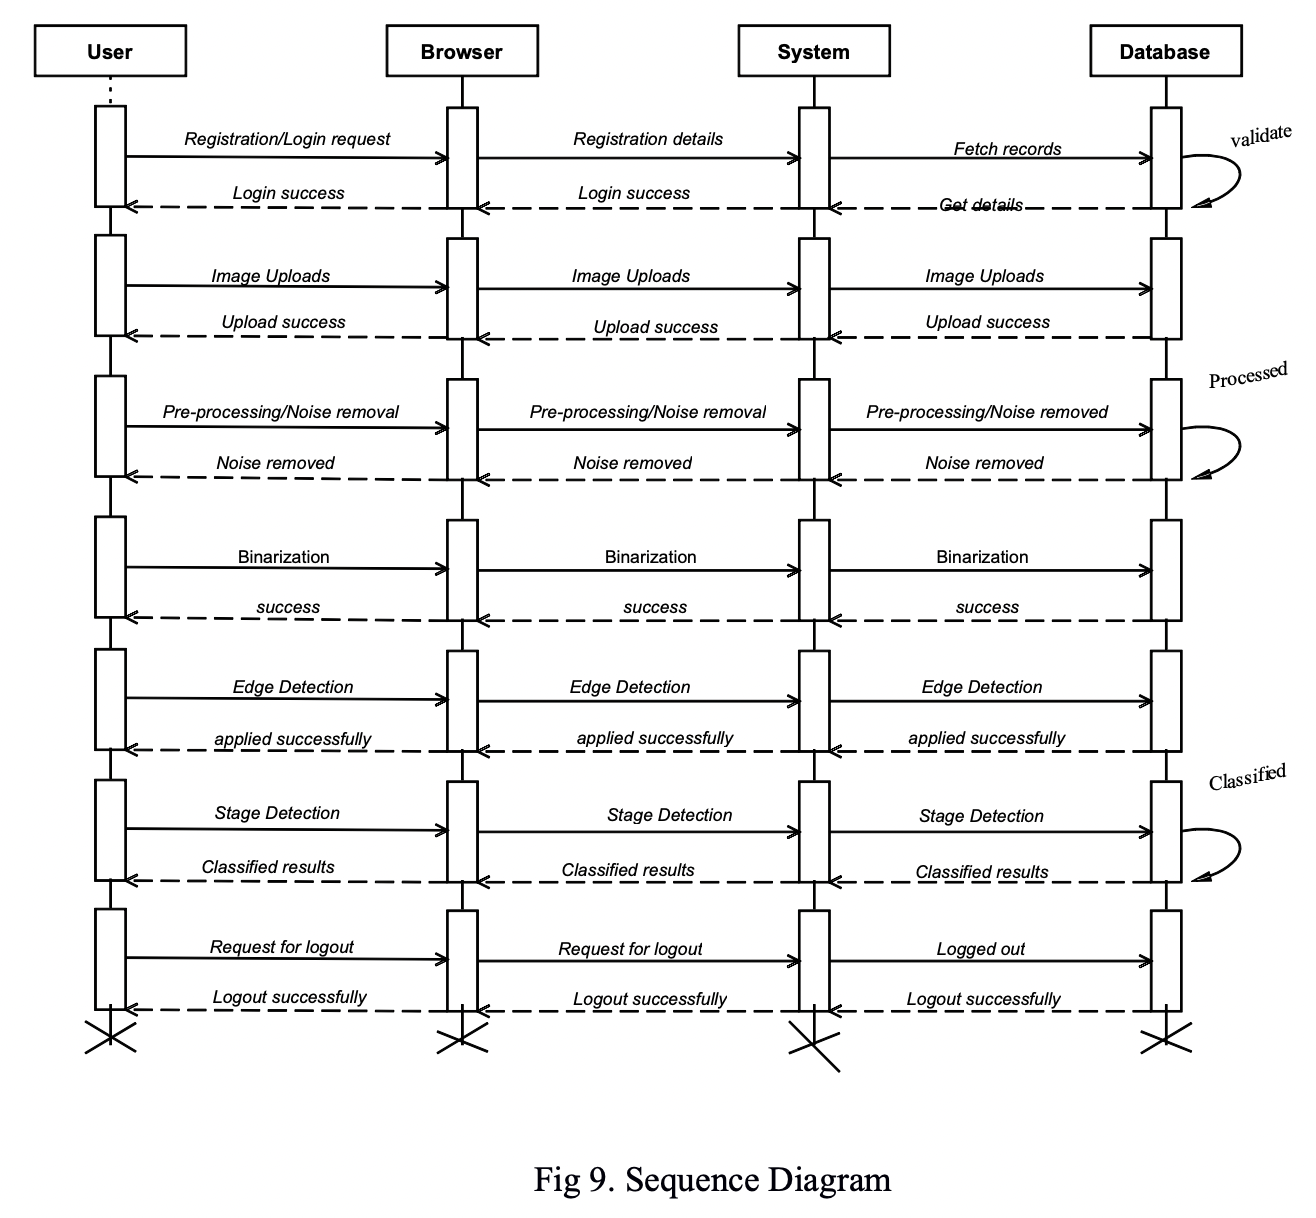 User
Browser
System
Database
Registration/Login request
Registration details
Fetch records
validate
Login success
Login success
Get details
Image Uploads
Image Uploads
Image Uploads
Upload success
Upload success
Upload success
Processed
Pre-processing/Noise removal
Pre-processing/Noise removal
Pre-processing/Noise removed
Noise removed
Noise removed
Noise removed
Binarization
Binarization
Binarization
success
success
success
Edge Detection
Edge Detection
Edge Detection
applied successfully
applied successfully
applied successfully
Classified
Stage Detection
Stage Detection
Stage Detection
Classified results
Classified results
Classified results
Request for logout
Request for logout
Logged out
Logout successfully
Logout successfully
Logout successfully
Fig 9. Sequence Diagram